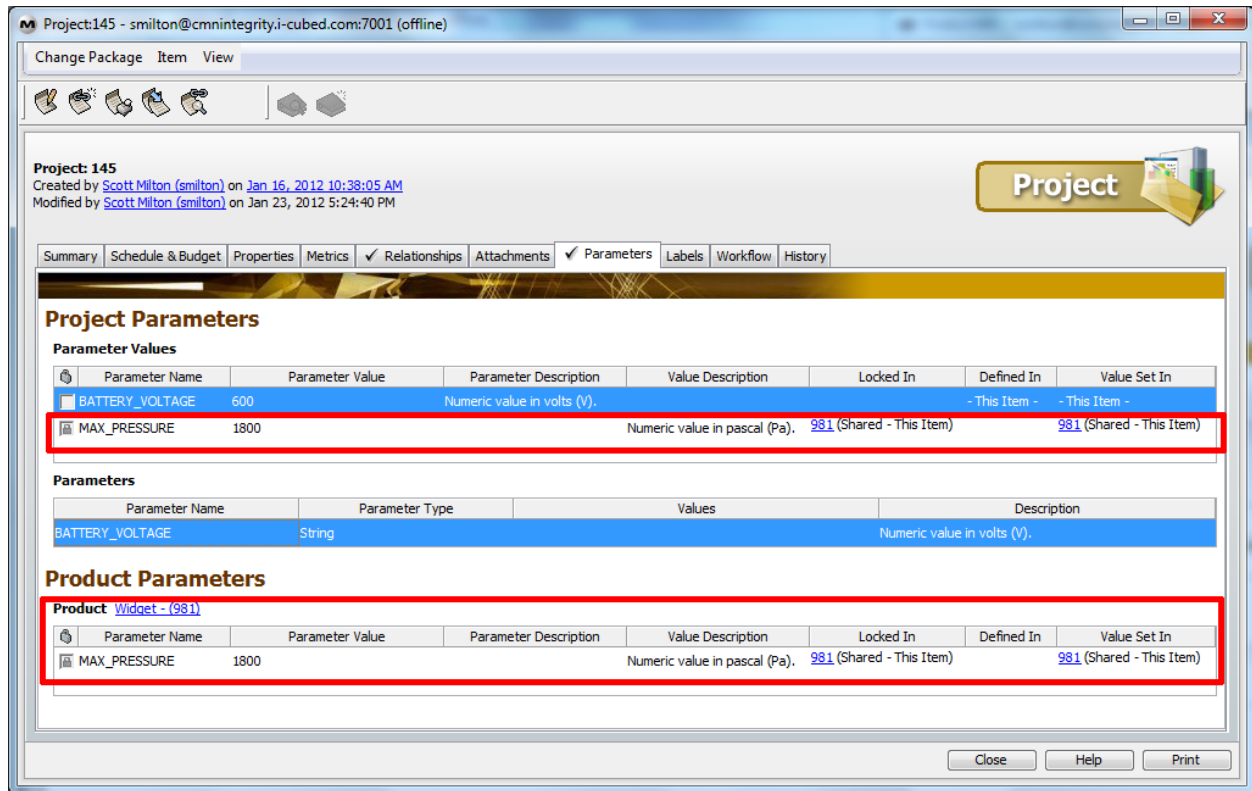 Project:145 - smilton@cmnintegrity.i-cubed.com:7001 (offline)
Change Package Item View
Project: 145
Created by Scott Milton (smilton) on Jan 16, 2012 10:38:05 AM
Modified by Scott Milton (smilton) on Jan 23, 2012 5:24:40 PM
Project
Summary Schedule & Budget Properties Metrics ✓ Relationships Attachments ✓ Parameters Labels Workflow History
Project Parameters
Parameter Values
Parameter Name Parameter Value Parameter Description Value Description Locked In Defined In Value Set In
BATTERY_VOLTAGE 600 Numeric value in volts (V). - This Item - - This Item -
MAX_PRESSURE 1800 Numeric value in pascal (Pa). 981 (Shared - This Item) 981 (Shared - This Item)
Parameters
Parameter Name Parameter Type Values Description
BATTERY_VOLTAGE String Numeric value in volts (V).
Product Parameters
Product Widget - (981)
Parameter Name Parameter Value Parameter Description Value Description Locked In Defined In Value Set In
MAX_PRESSURE 1800 Numeric value in pascal (Pa). 981 (Shared - This Item) 981 (Shared - This Item)
Close Help Print